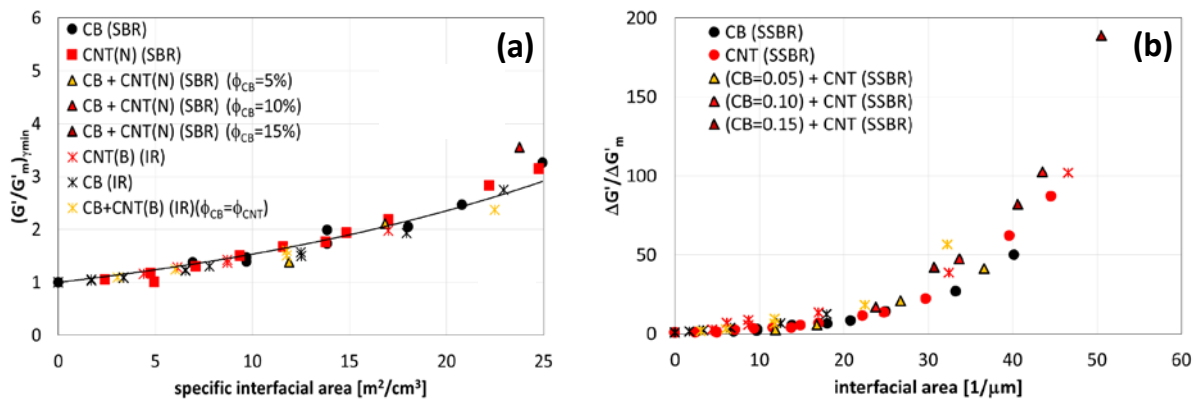 (a)
CB (SBR)
CNT(N) (SBR)
CB + CNT(N) (SBR) (ϕCB=5%)
CB + CNT(N) (SBR) (ϕCB=10%)
CB + CNT(N) (SBR) (ϕCB=15%)
CNT(B) (IR)
CB (IR)
CB+CNT(B) (IR)(ϕCB=ϕCNT)
(G'/G'm)γmin
6
5
4
3
2
1
0
0 5 10 15 20 25
specific interfacial area [m²/cm³]
(b)
CB (SSBR)
CNT (SSBR)
(CB=0.05) + CNT (SSBR)
(CB=0.10) + CNT (SSBR)
(CB=0.15) + CNT (SSBR)
ΔG'/ΔG'm
200
150
100
50
0
0 10 20 30 40 50 60
interfacial area [1/μm]